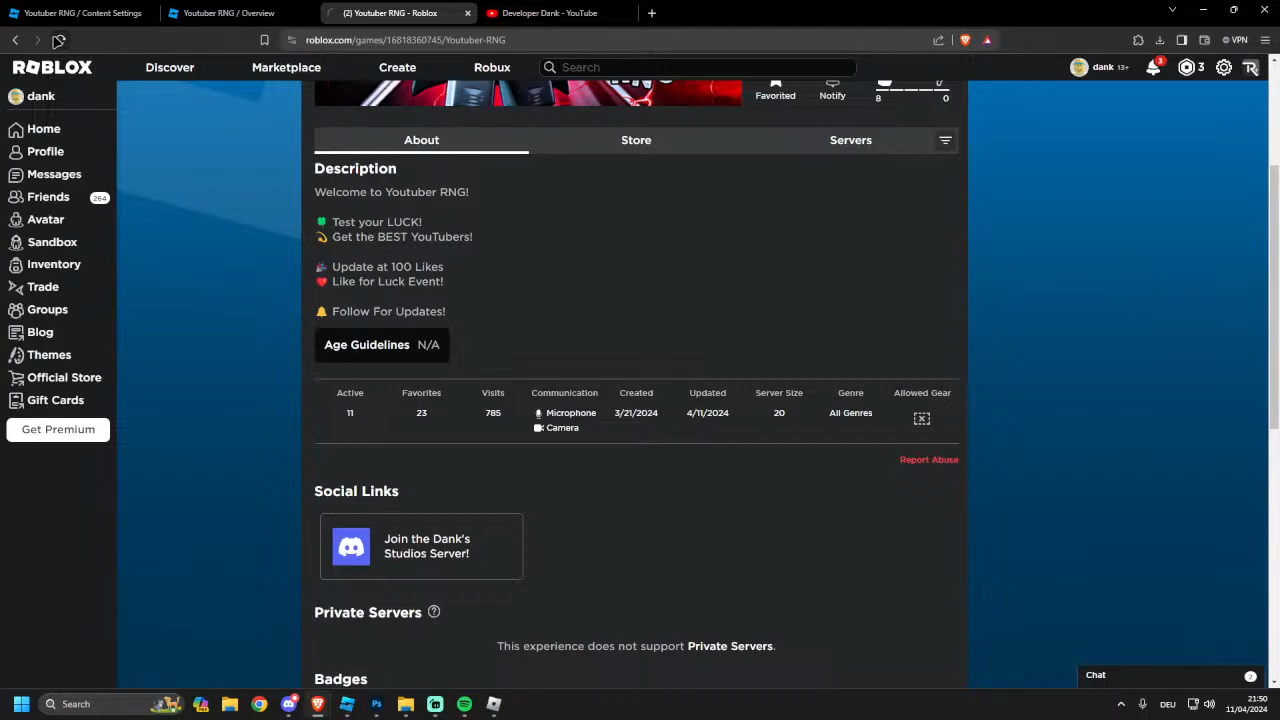 Youtuber RNG / Content Settings
Youtuber RNG / Overview
(2) Youtuber RNG - Roblox
Developer Dank - YouTube
roblox.com/games/16818360745/Youtuber-RNG
VPN
ROBLOX
Discover
Marketplace
Create
Robux
Search
dank 13+
3
3
dank
Home
Profile
Messages
Friends
264
Avatar
Sandbox
Inventory
Trade
Groups
Blog
Themes
Official Store
Gift Cards
Get Premium
Favorited
Notify
8
0
About
Store
Servers
Description
Welcome to Youtuber RNG!
🍀 Test your LUCK!
💫 Get the BEST YouTubers!
🎉 Update at 100 Likes
❤️ Like for Luck Event!
🔔 Follow For Updates!
Age Guidelines N/A
Active
Favorites
Visits
Communication
Created
Updated
Server Size
Genre
Allowed Gear
11
23
785
Microphone
Camera
3/21/2024
4/11/2024
20
All Genres
Report Abuse
Social Links
Join the Dank's
Studios Server!
Private Servers
This experience does not support Private Servers.
Badges
Chat
2
Search
DEU
21:50
11/04/2024